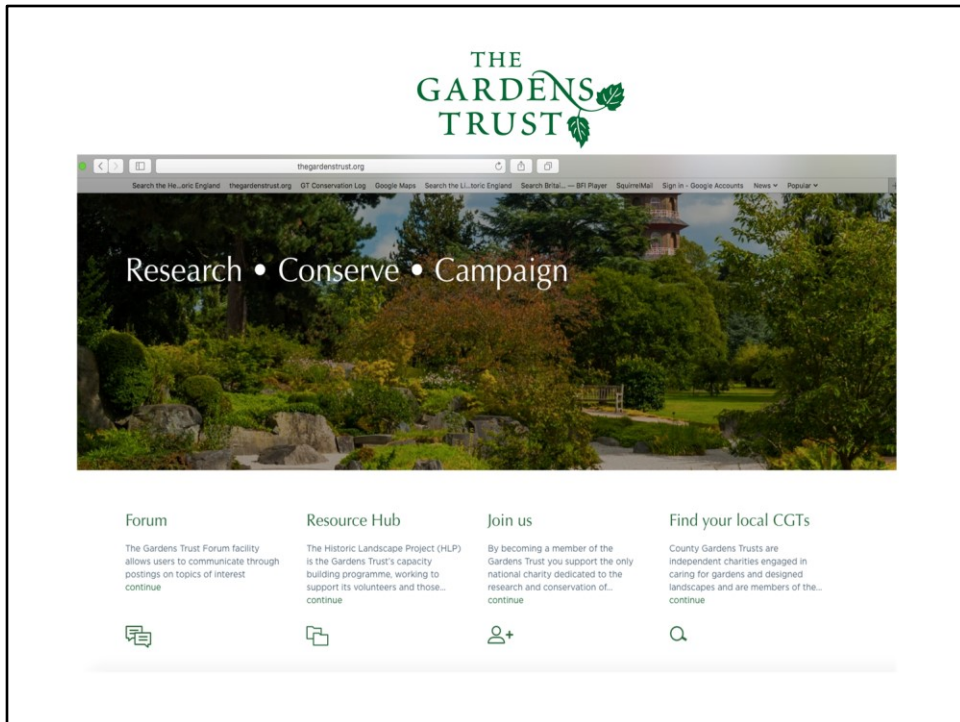 THE
GARDENS
TRUST
thegardenstrust.org
Search the He...oric England thegardenstrust.org GT Conservation Log Google Maps Search the Li...toric England Search Britai... — BFI Player SquirrelMail Sign in - Google Accounts News Popular
Research • Conserve • Campaign
Forum
The Gardens Trust Forum facility
allows users to communicate through
postings on topics of interest
continue
Resource Hub
The Historic Landscape Project (HLP)
is the Gardens Trust's capacity
building programme, working to
support its volunteers and those...
continue
Join us
By becoming a member of the
Gardens Trust you support the only
national charity dedicated to the
research and conservation of...
continue
Find your local CGTs
County Gardens Trusts are
independent charities engaged in
caring for gardens and designed
landscapes and are members of the...
continue